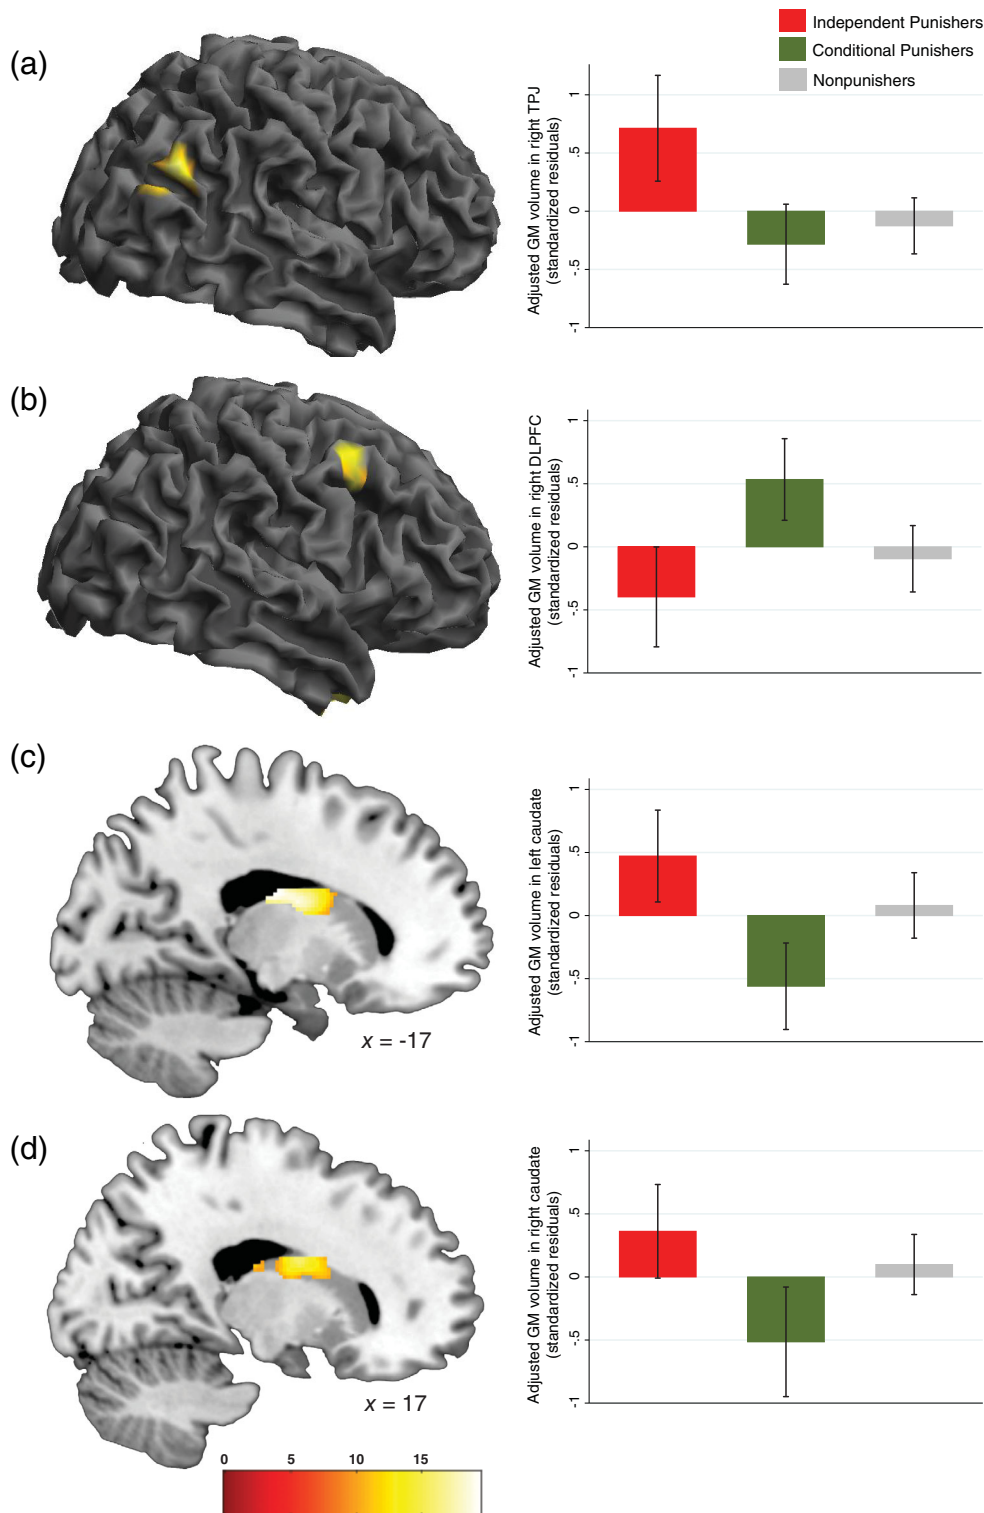 Independent Punishers
Conditional Punishers
Nonpunishers
(a)
Adjusted GM volume in right TPJ
(standardized residuals)
1
.5
0
-.5
-1
(b)
Adjusted GM volume in right DLPFC
(standardized residuals)
1
.5
0
-.5
-1
(c)
x = -17
Adjusted GM volume in left caudate
(standardized residuals)
1
.5
0
-.5
-1
(d)
x = 17
Adjusted GM volume in right caudate
(standardized residuals)
1
.5
0
-.5
-1
0 5 10 15